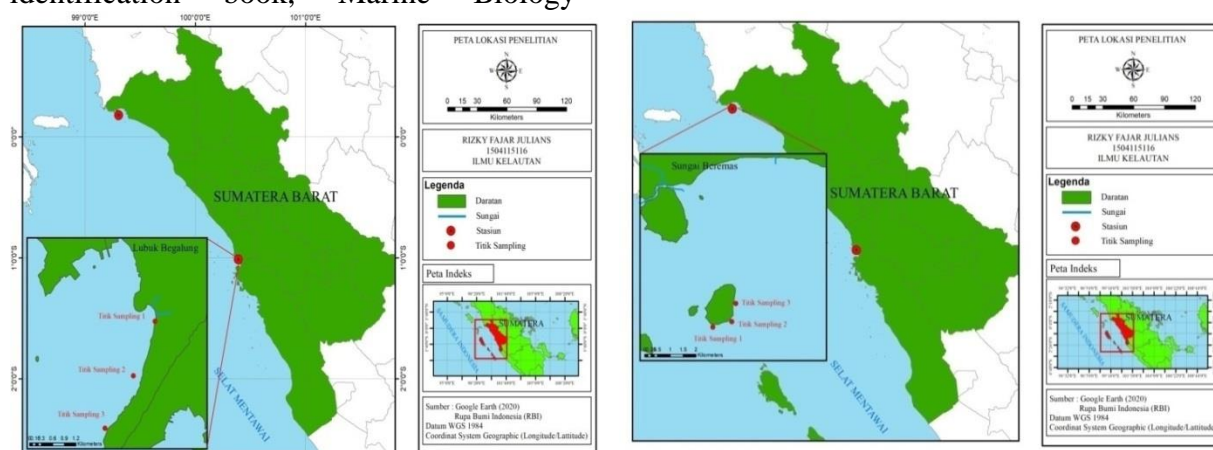 identification book, Marine Biology
99°0'0"E 100°0'0"E 101°0'0"E
0°0'0"
1°0'0"S
2°0'0"S
SUMATERA BARAT
Lubuk Begalung
Titik Sampling 1
Titik Sampling 2
Titik Sampling 3
Kilometers
SELAT MENTAWAI
PETA LOKASI PENELITIAN
N
W E
S
0 15 30 60 90 120
Kilometers
RIZKY FAJAR JULIANS
1504115116
ILMU KELAUTAN
Legenda
Daratan
Sungai
Stasiun
Titik Sampling
Peta Indeks
SUMATERA
Sumber : Google Earth (2020)
Rupa Bumi Indonesia (RBI)
Datum WGS 1984
Coordinat System Geographic (Longitude/Lattitude)
SUMATERA BARAT
Sungai Beremas
Titik Sampling 3
Titik Sampling 2
Titik Sampling 1
Kilometers
SELAT MENTAWAI
PETA LOKASI PENELITIAN
N
W E
S
0 15 30 60 90 120
Kilometers
RIZKY FAJAR JULIANS
1504115116
ILMU KELAUTAN
Legenda
Daratan
Sungai
Stasiun
Titik Sampling
Peta Indeks
SUMATERA
Sumber : Google Earth (2020)
Rupa Bumi Indonesia (RBI)
Datum WGS 1984
Coordinat System Geographic (Longitude/Lattitude)